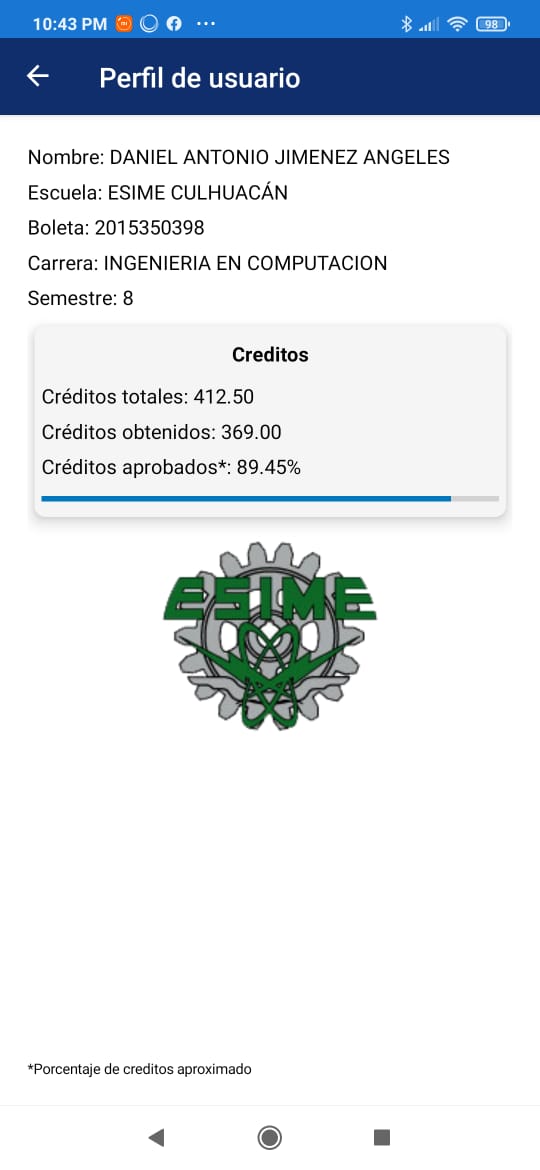 10:43 PM
98
Perfil de usuario
Nombre: DANIEL ANTONIO JIMENEZ ANGELES
Escuela: ESIME CULHUACÁN
Boleta: 2015350398
Carrera: INGENIERIA EN COMPUTACION
Semestre: 8
Creditos
Créditos totales: 412.50
Créditos obtenidos: 369.00
Créditos aprobados*: 89.45%
ESIME
*Porcentaje de creditos aproximado